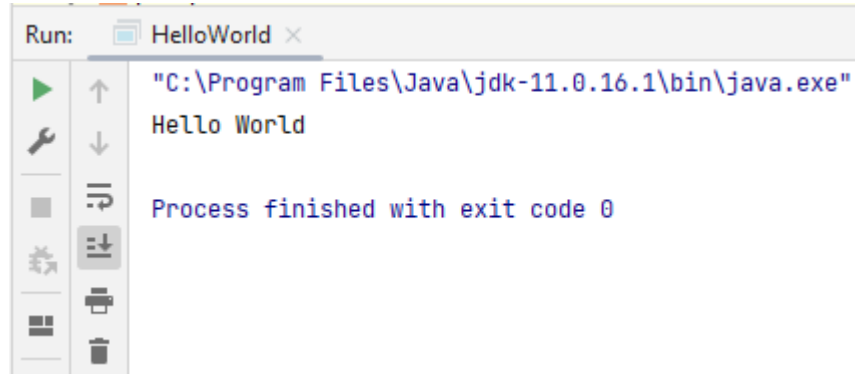 Run: HelloWorld
"C:\Program Files\Java\jdk-11.0.16.1\bin\java.exe"
Hello World
Process finished with exit code 0